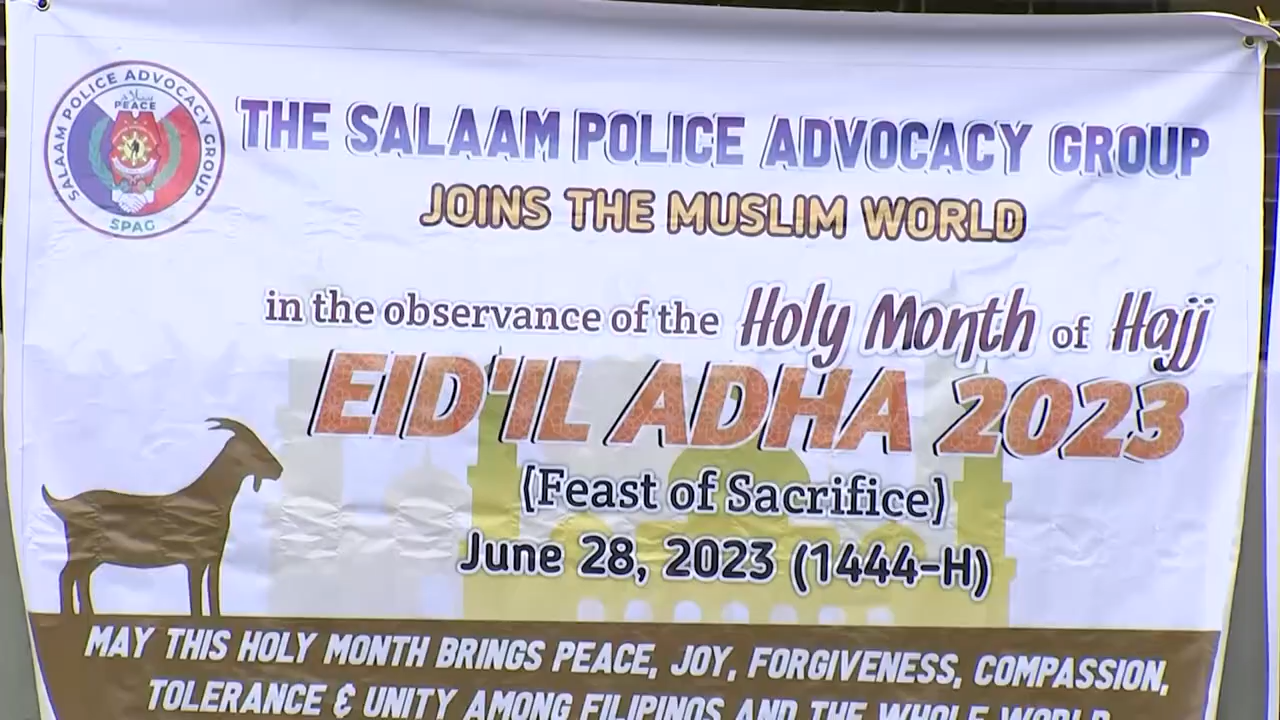 SALAAM POLICE ADVOCACY GROUP
سلام
PEACE
SPAG
THE SALAAM POLICE ADVOCACY GROUP
JOINS THE MUSLIM WORLD
in the observance of the Holy Month of Hajj
EID'IL ADHA 2023
(Feast of Sacrifice)
June 28, 2023 (1444-H)
MAY THIS HOLY MONTH BRINGS PEACE, JOY, FORGIVENESS, COMPASSION,
TOLERANCE & UNITY AMONG FILIPINOS AND THE WHOLE WORLD